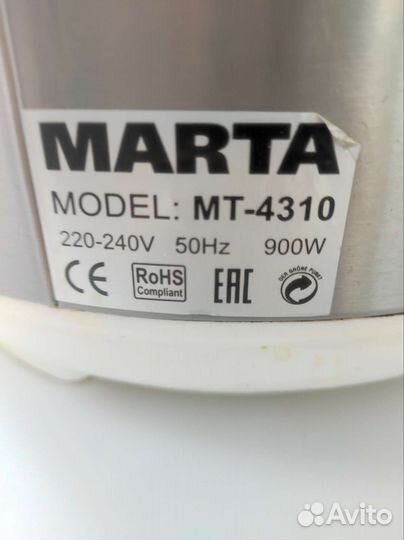 MARTA
MODEL: MT-4310
220-240V 50Hz 900W
CE RoHS Compliant EAC DER GRÜNE PUNKT
Avito